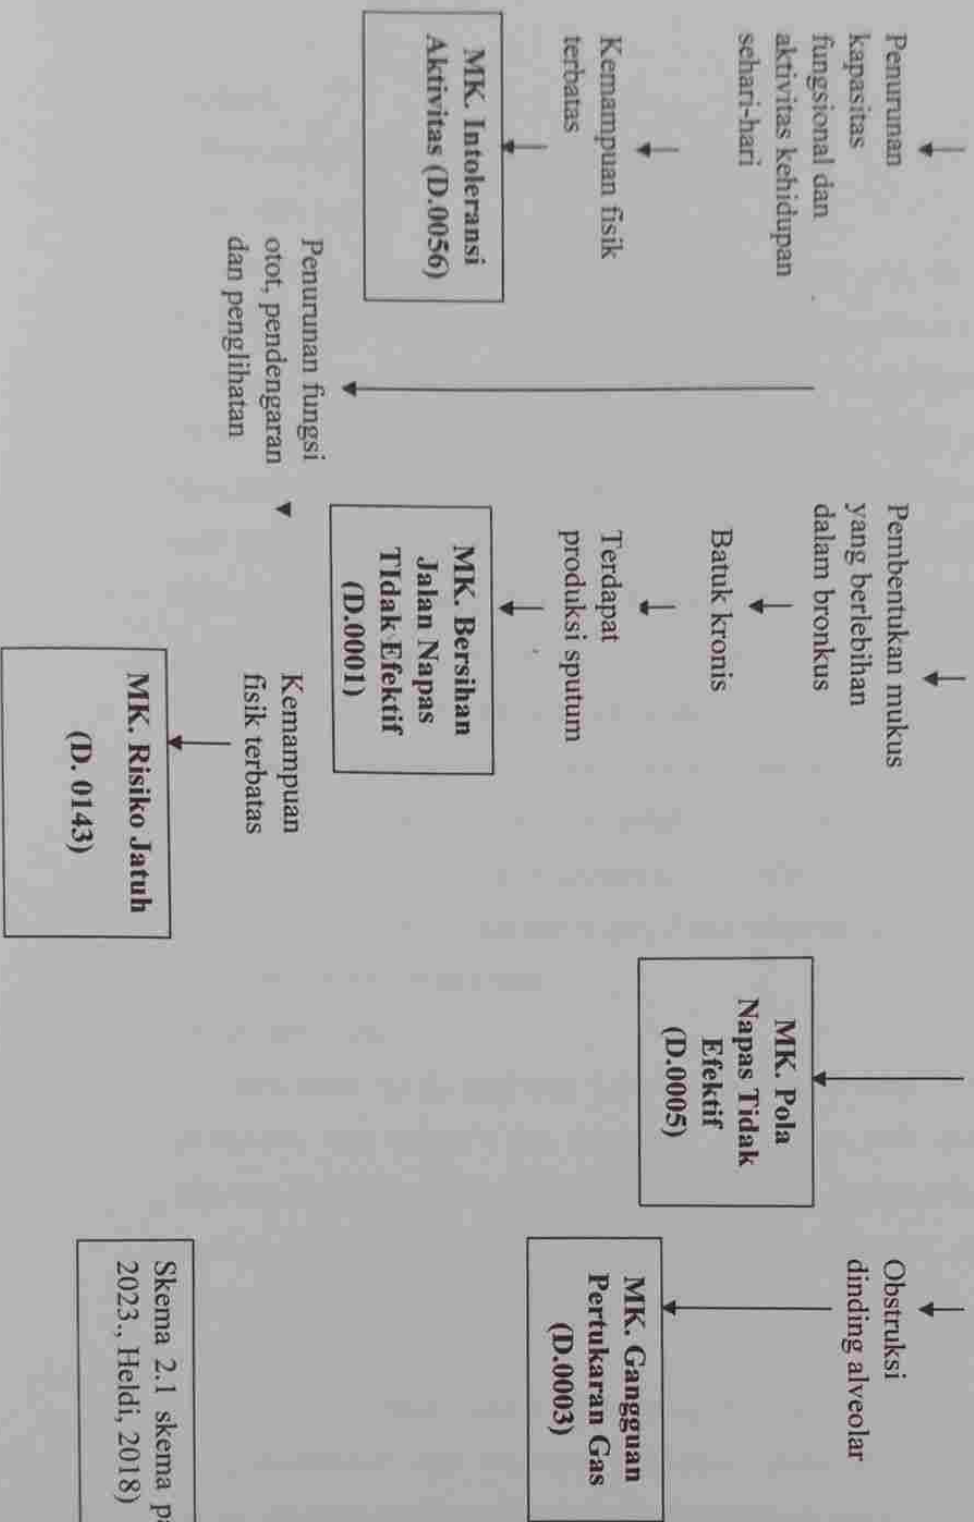 Penurunan
kapasitas
fungsional dan
aktivitas kehidupan
sehari-hari
Kemampuan fisik
terbatas
MK. Intoleransi
Aktivitas (D.0056)
Penurunan fungsi
otot, pendengaran
dan penglihatan
Pembentukan mukus
yang berlebihan
dalam bronkus
Batuk kronis
Terdapat
produksi sputum
MK. Bersihan
Jalan Napas
TIdak Efektif
(D.0001)
Kemampuan
fisik terbatas
MK. Risiko Jatuh
(D. 0143)
MK. Pola
Napas Tidak
Efektif
(D.0005)
Obstruksi
dinding alveolar
MK. Gangguan
Pertukaran Gas
(D.0003)
Skema 2.1 skema
2023., Heldi, 2018)